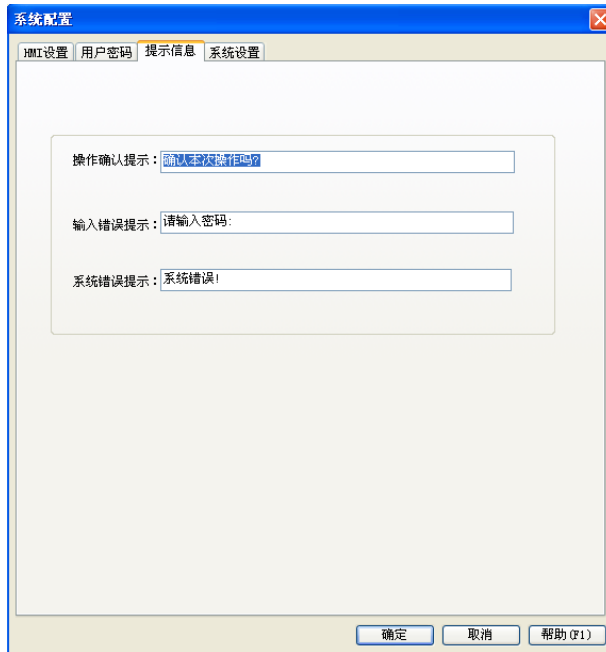 系统配置
HMI设置 用户密码 提示信息 系统设置
操作确认提示：确认本次操作吗?
输入错误提示：请输入密码:
系统错误提示：系统错误!
确定 取消 帮助(F1)